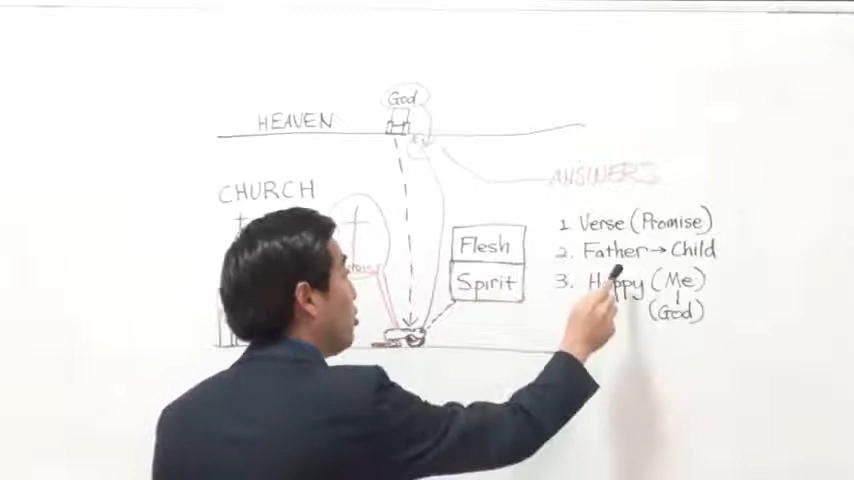 God
HEAVEN
ANSWERS
CHURCH
1. Verse (Promise)
2. Father → Child
3. Happy (Me)
(God)
Flesh
Spirit